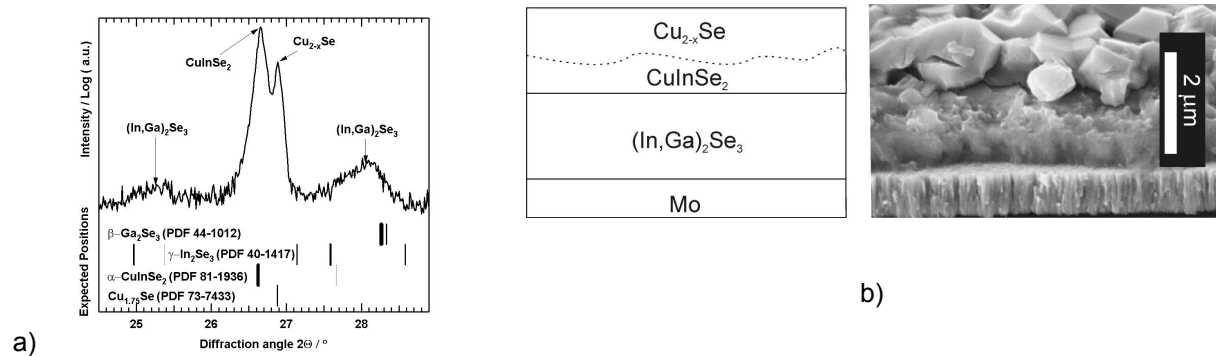 Intensity / Log ( a.u.)
CuInSe₂
Cu₂₋ₓSe
(In,Ga)₂Se₃
(In,Ga)₂Se₃
Expected Positions
β–Ga₂Se₃ (PDF 44-1012)
γ–In₂Se₃ (PDF 40-1417)
α–CuInSe₂ (PDF 81-1936)
Cu₁.₇₅Se (PDF 73-7433)
25 26 27 28
Diffraction angle 2Θ / °
a)
Cu₂₋ₓSe
CuInSe₂
(In,Ga)₂Se₃
Mo
2 μm
b)